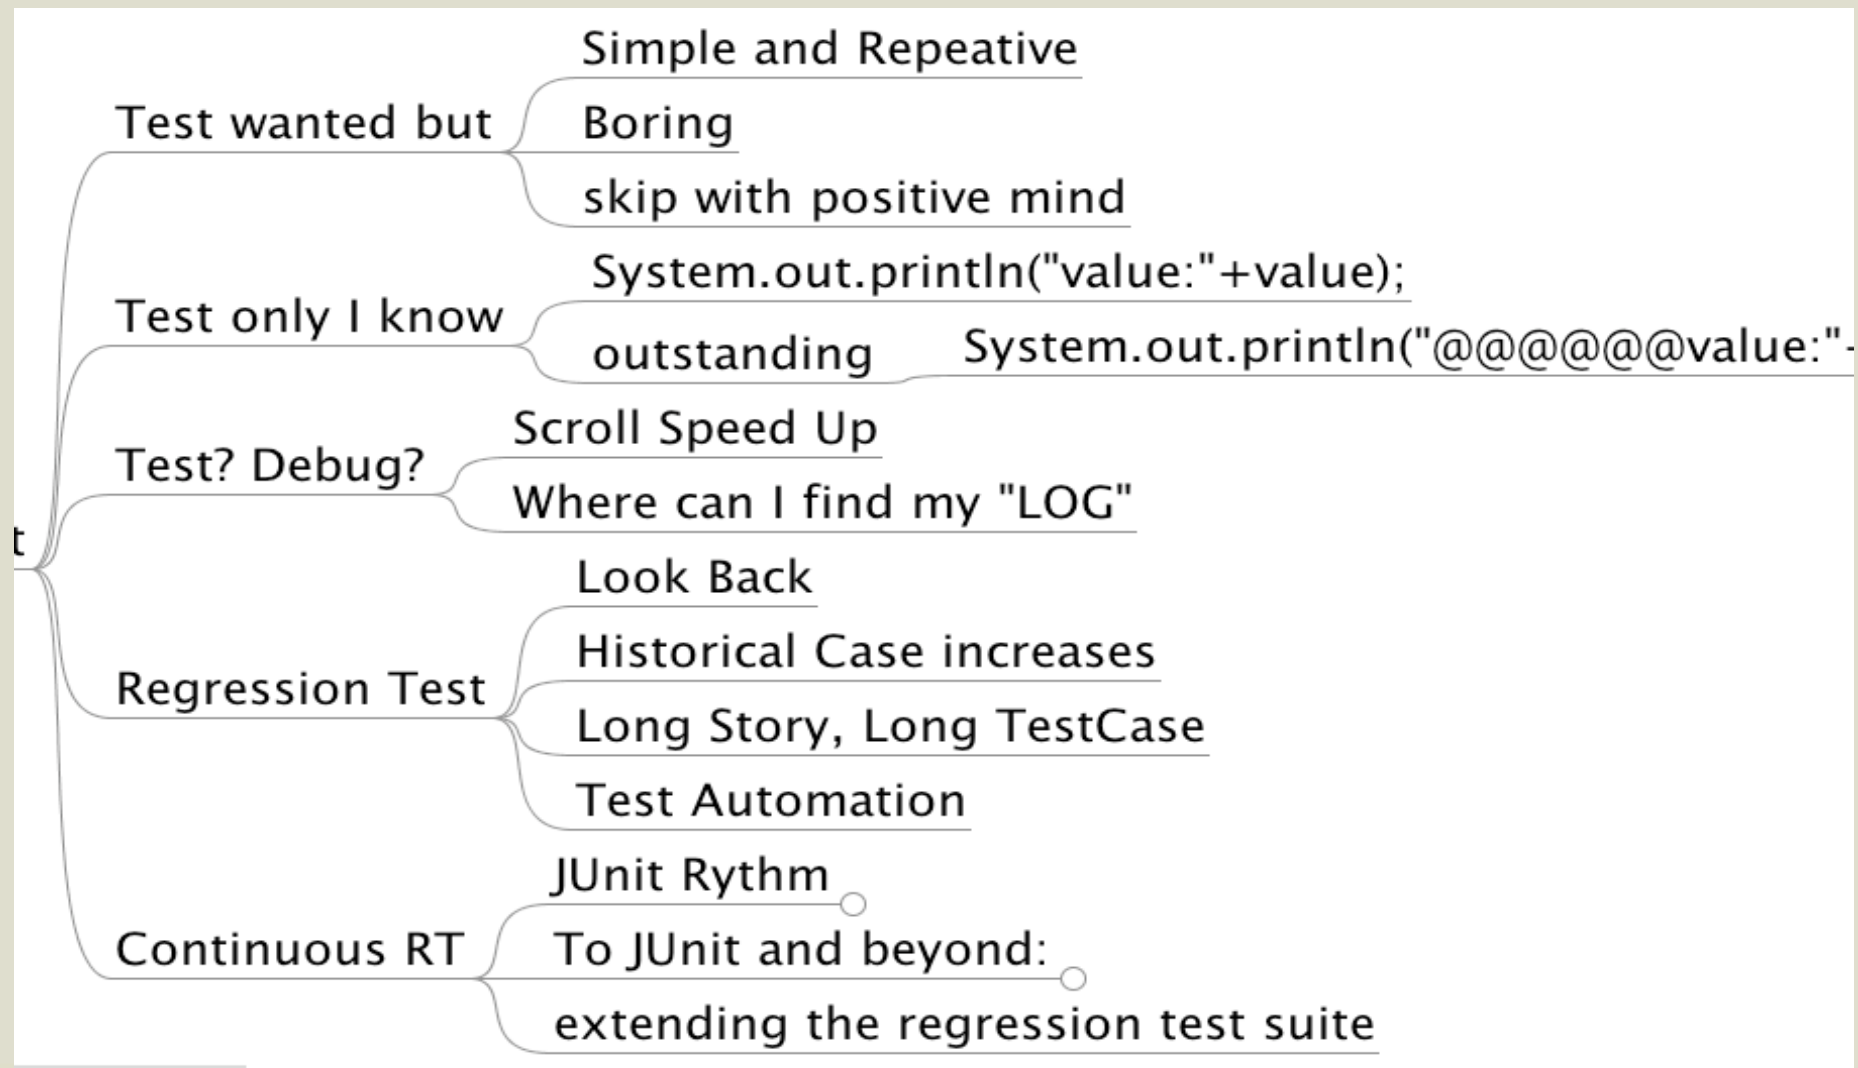 Simple and Repeative
Test wanted but
Boring
skip with positive mind
System.out.println("value:"+value);
Test only I know
outstanding
System.out.println("@@@@@@value:"
Scroll Speed Up
Test? Debug?
Where can I find my "LOG"
t
Look Back
Historical Case increases
Regression Test
Long Story, Long TestCase
Test Automation
JUnit Rythm
Continuous RT
To JUnit and beyond:
extending the regression test suite